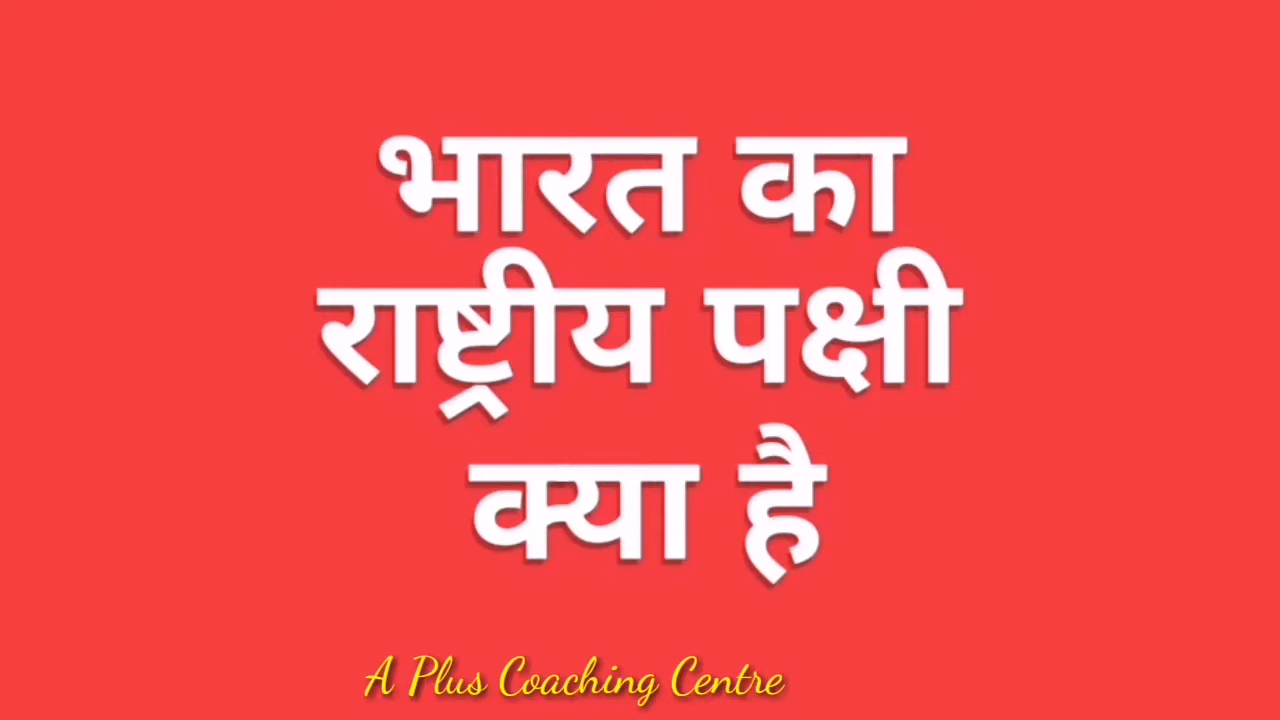 भारत का
राष्ट्रीय पक्षी
क्या है
A Plus Coaching Centre